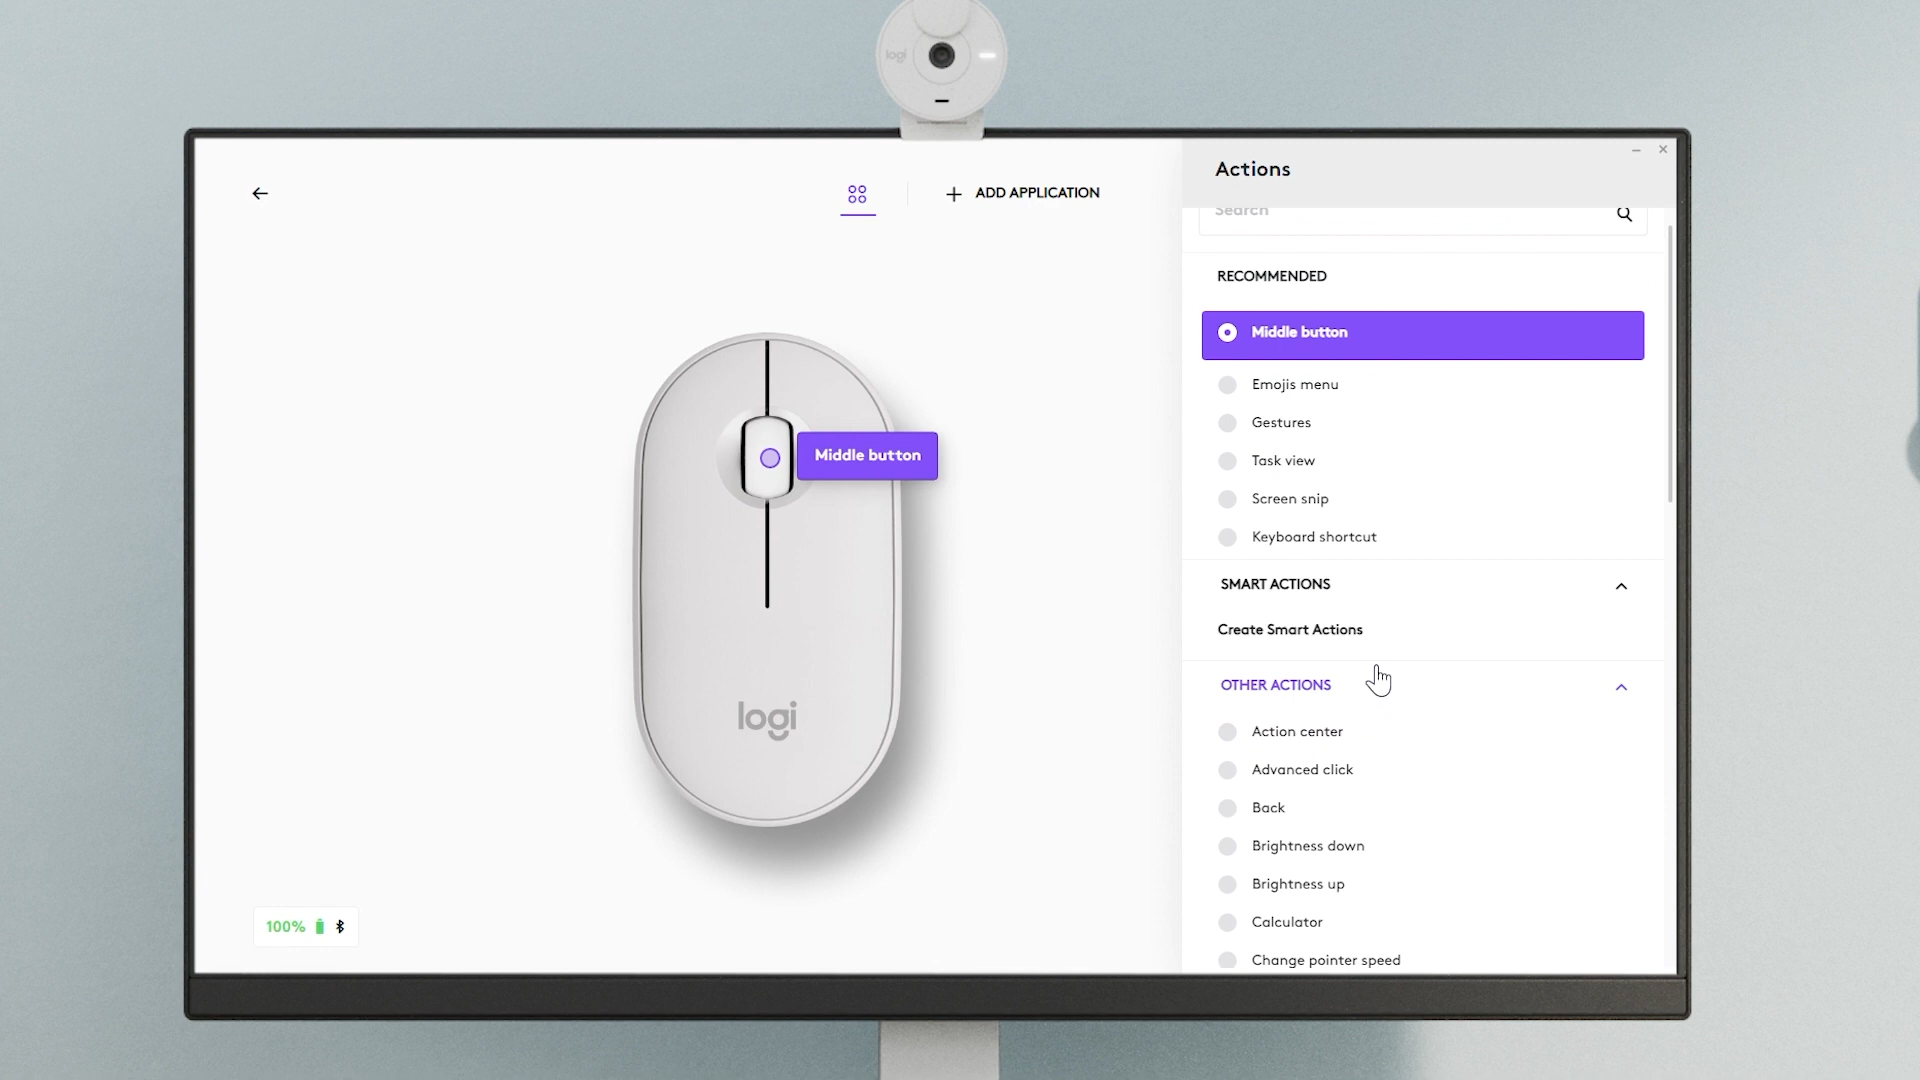 logi
ADD APPLICATION
Middle button
logi
100%
Actions
Search
RECOMMENDED
Middle button
Emojis menu
Gestures
Task view
Screen snip
Keyboard shortcut
SMART ACTIONS
Create Smart Actions
OTHER ACTIONS
Action center
Advanced click
Back
Brightness down
Brightness up
Calculator
Change pointer speed